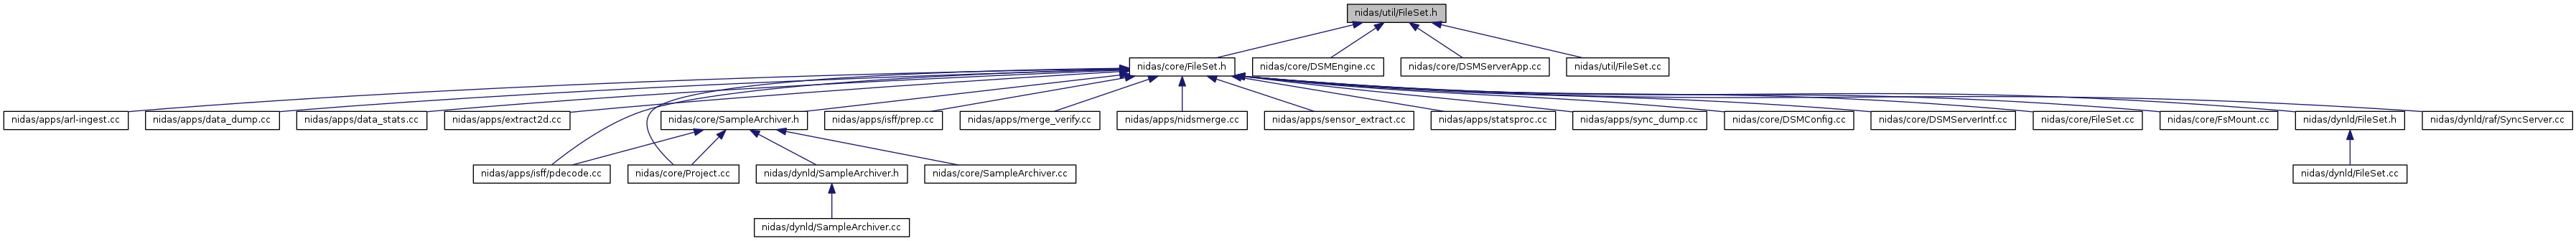 nidas/util/FileSet.h
nidas/core/FileSet.h
nidas/core/DSMEngine.cc
nidas/core/DSMServerApp.cc
nidas/util/FileSet.cc
nidas/apps/arl-ingest.cc
nidas/apps/data_dump.cc
nidas/apps/data_stats.cc
nidas/apps/extract2d.cc
nidas/core/SampleArchiver.h
nidas/apps/isff/prep.cc
nidas/apps/merge_verify.cc
nidas/apps/nidsmerge.cc
nidas/apps/sensor_extract.cc
nidas/apps/statsproc.cc
nidas/apps/sync_dump.cc
nidas/core/DSMConfig.cc
nidas/core/DSMServerIntf.cc
nidas/core/FileSet.cc
nidas/core/FsMount.cc
nidas/dynld/FileSet.h
nidas/dynld/raf/SyncServer.cc
nidas/apps/isff/pdecode.cc
nidas/core/Project.cc
nidas/dynld/SampleArchiver.h
nidas/core/SampleArchiver.cc
nidas/dynld/FileSet.cc
nidas/dynld/SampleArchiver.cc